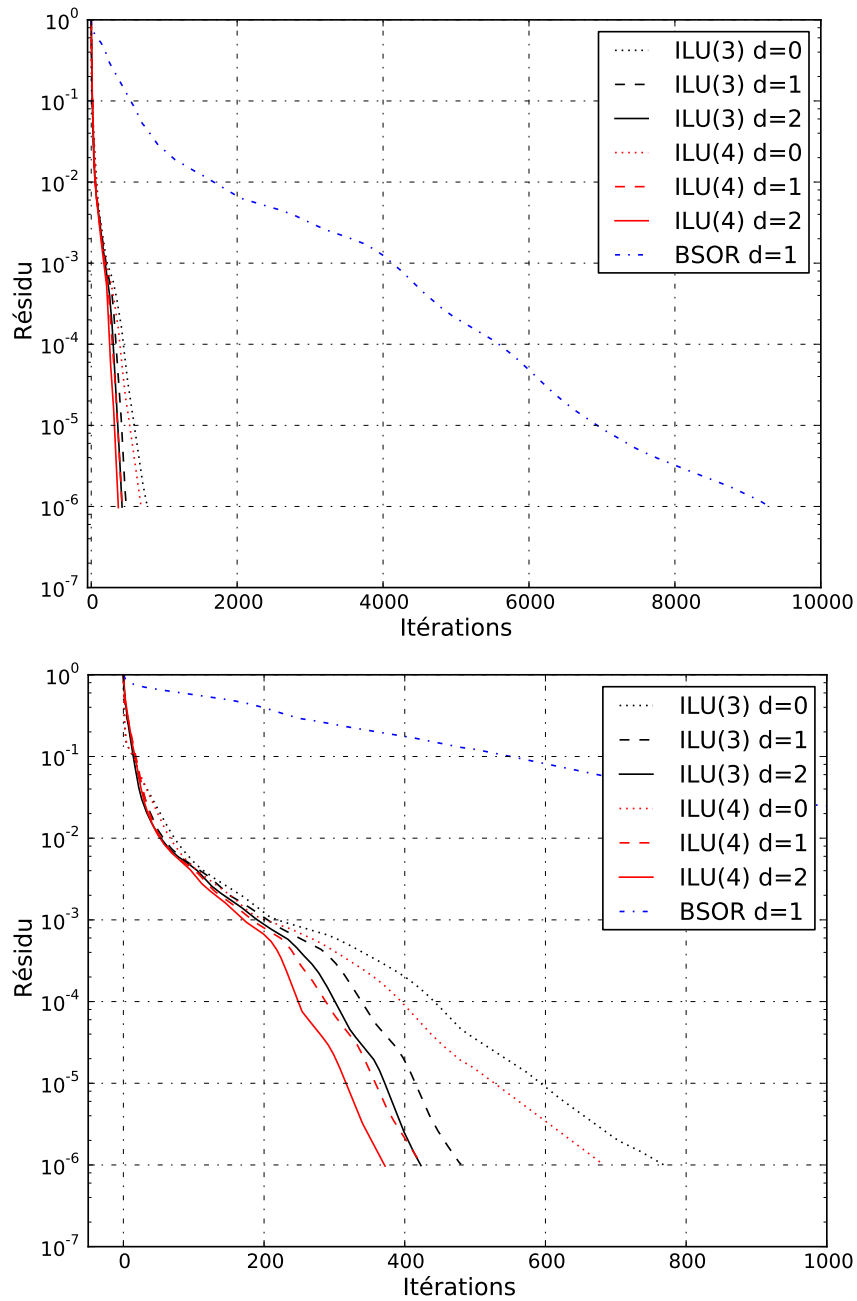 10^0
10^-1
10^-2
10^-3
10^-4
10^-5
10^-6
10^-7
Résidu
ILU(3) d=0
ILU(3) d=1
ILU(3) d=2
ILU(4) d=0
ILU(4) d=1
ILU(4) d=2
BSOR d=1
0 2000 4000 6000 8000 10000
Itérations
10^0
10^-1
10^-2
10^-3
10^-4
10^-5
10^-6
10^-7
Résidu
ILU(3) d=0
ILU(3) d=1
ILU(3) d=2
ILU(4) d=0
ILU(4) d=1
ILU(4) d=2
BSOR d=1
0 200 400 600 800 1000
Itérations